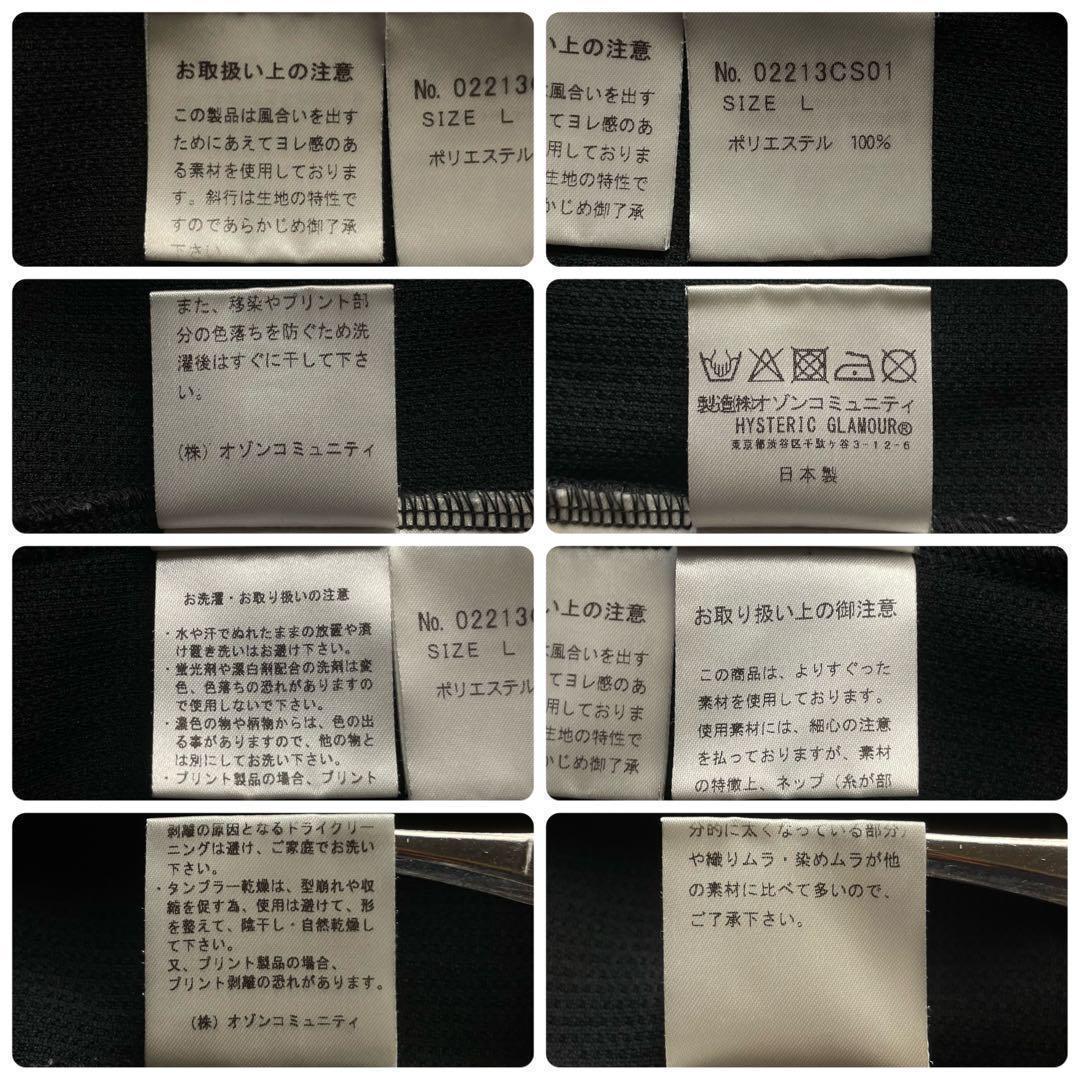 お取扱い上の注意
この製品は風合いを出す
ためにあえてヨレ感のあ
る素材を使用しておりま
す。斜行は生地の特性で
すのであらかじめ御了承
下さい
No. 02213
SIZE L
ポリエステル
い上の注意
風合いを出す
てヨレ感のあ
用しておりま
生地の特性で
かじめ御了承
No. 02213CS01
SIZE L
ポリエステル 100%
また、移染やプリント部
分の色落ちを防ぐため洗
濯後はすぐに干して下さ
い。
(株) オゾンコミュニティ
製造(株)オゾンコミュニティ
HYSTERIC GLAMOUR®
東京都渋谷区千駄ヶ谷3-12-6
日本製
お洗濯・お取り扱いの注意
・水や汗でぬれたままの放置や漬
け置き洗いはお避け下さい。
・蛍光剤や漂白剤配合の洗剤は変
色、色落ちの恐れがありますの
で使用しないで下さい。
・濃色の物や柄物からは、色の出
る事がありますので、他の物と
は別にしてお洗い下さい。
・プリント製品の場合、プリント
No. 02213
SIZE L
ポリエステル
い上の注意
風合いを出す
てヨレ感のあ
用しておりま
生地の特性で
かじめ御了承
お取り扱い上の御注意
この商品は、よりすぐった
素材を使用しております。
使用素材には、細心の注意
を払っておりますが、素材
の特徴上、ネップ（糸が部
剥離の原因となるドライクリー
ニングは避け、ご家庭でお洗い
下さい。
・タンブラー乾燥は、型崩れや収
縮を促す為、使用は避けて、形
を整えて、陰干し・自然乾燥し
て下さい。
又、プリント製品の場合、
プリント剥離の恐れがあります。
(株) オゾンコミュニティ
分的に太くなっている部分）
や織りムラ・染めムラが他
の素材に比べて多いので、
ご了承下さい。